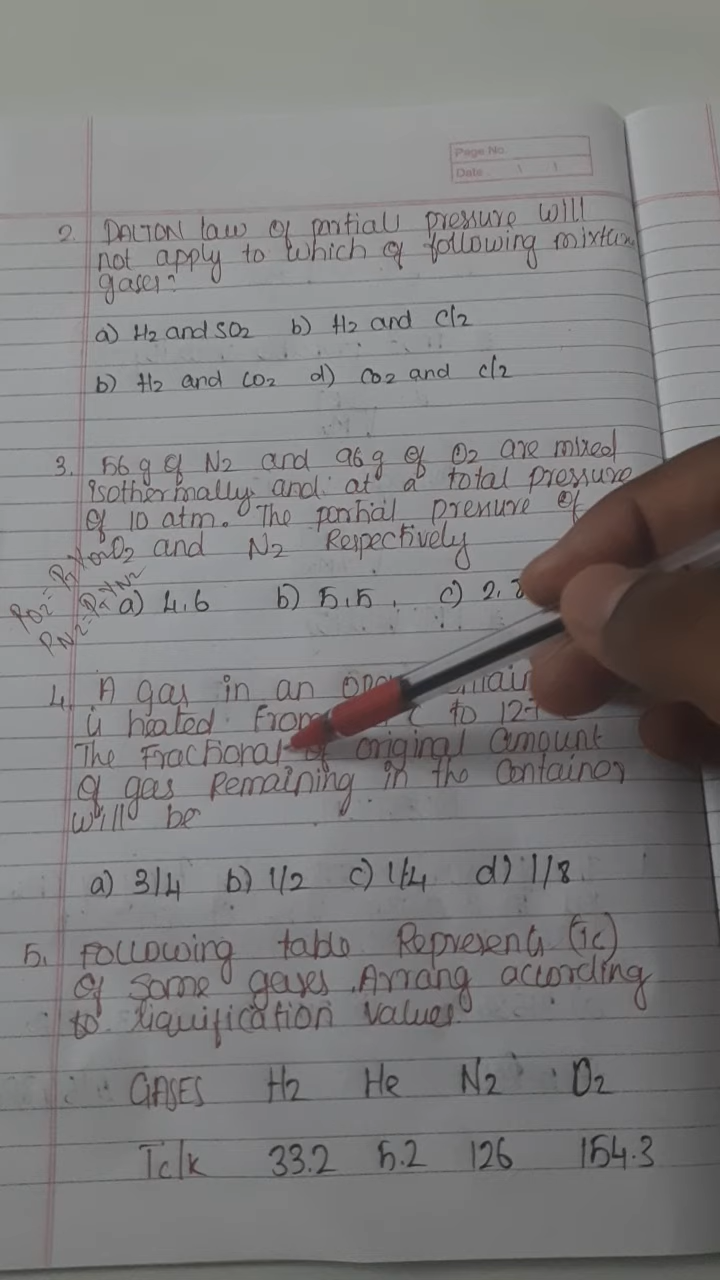 Page No.
Date
2. DALTON law of partial pressure will
not apply to which of following mixture
gases?
a) H2 and SO2 b) H2 and Cl2
b) H2 and CO2 d) CO2 and Cl2
3. 56 g of N2 and 96 g of O2 are mixed
isothermally and at a total pressure
of 10 atm. The partial pressure of
O2 and N2 Respectively
a) 4,6 b) 5,5 c) 2,
4. A gas in an
is heated from to
The Fractional of original amount
of gas Remaining in the Container
will be
a) 3/4 b) 1/2 c) 1/4 d) 1/8
5. Following table Represents (Tc)
of some gases. Arrang according
to liquification values
GASES H2 He N2 O2
Tc/k 33.2 5.2 126 154.3